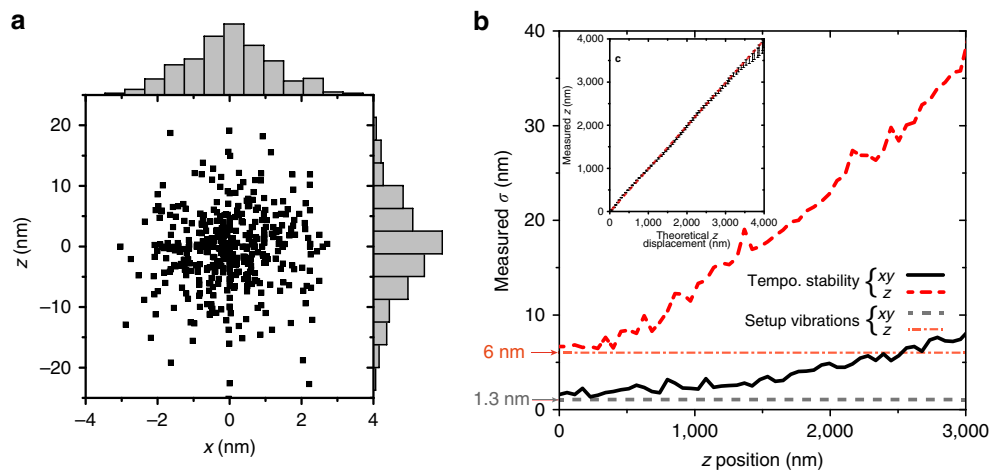 a
20
10
0
−10
−20
z (nm)
−4 −2 0 2 4
x (nm)
b
40
30
20
10
0
Measured σ (nm)
6 nm
1.3 nm
0 1,000 2,000 3,000
z position (nm)
c
4,000
3,000
2,000
1,000
0
Measured z (nm)
0 1,000 2,000 3,000 4,000
Theoretical z
displacement (nm)
Tempo. stability { xy
z
Setup vibrations { xy
z